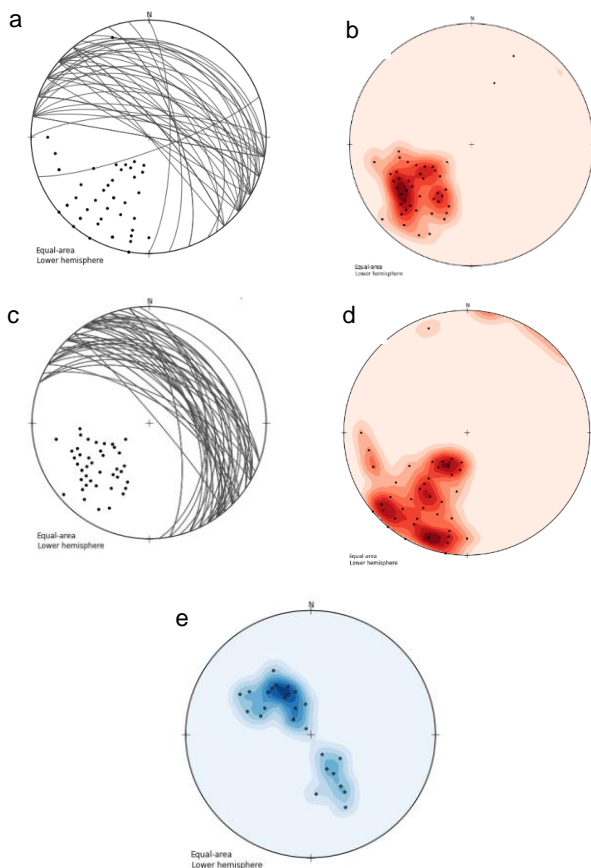 a
N
Equal-area
Lower hemisphere
b
Equal-area
Lower hemisphere
c
N
Equal-area
Lower hemisphere
d
Equal-area
Lower hemisphere
e
N
Equal-area
Lower hemisphere